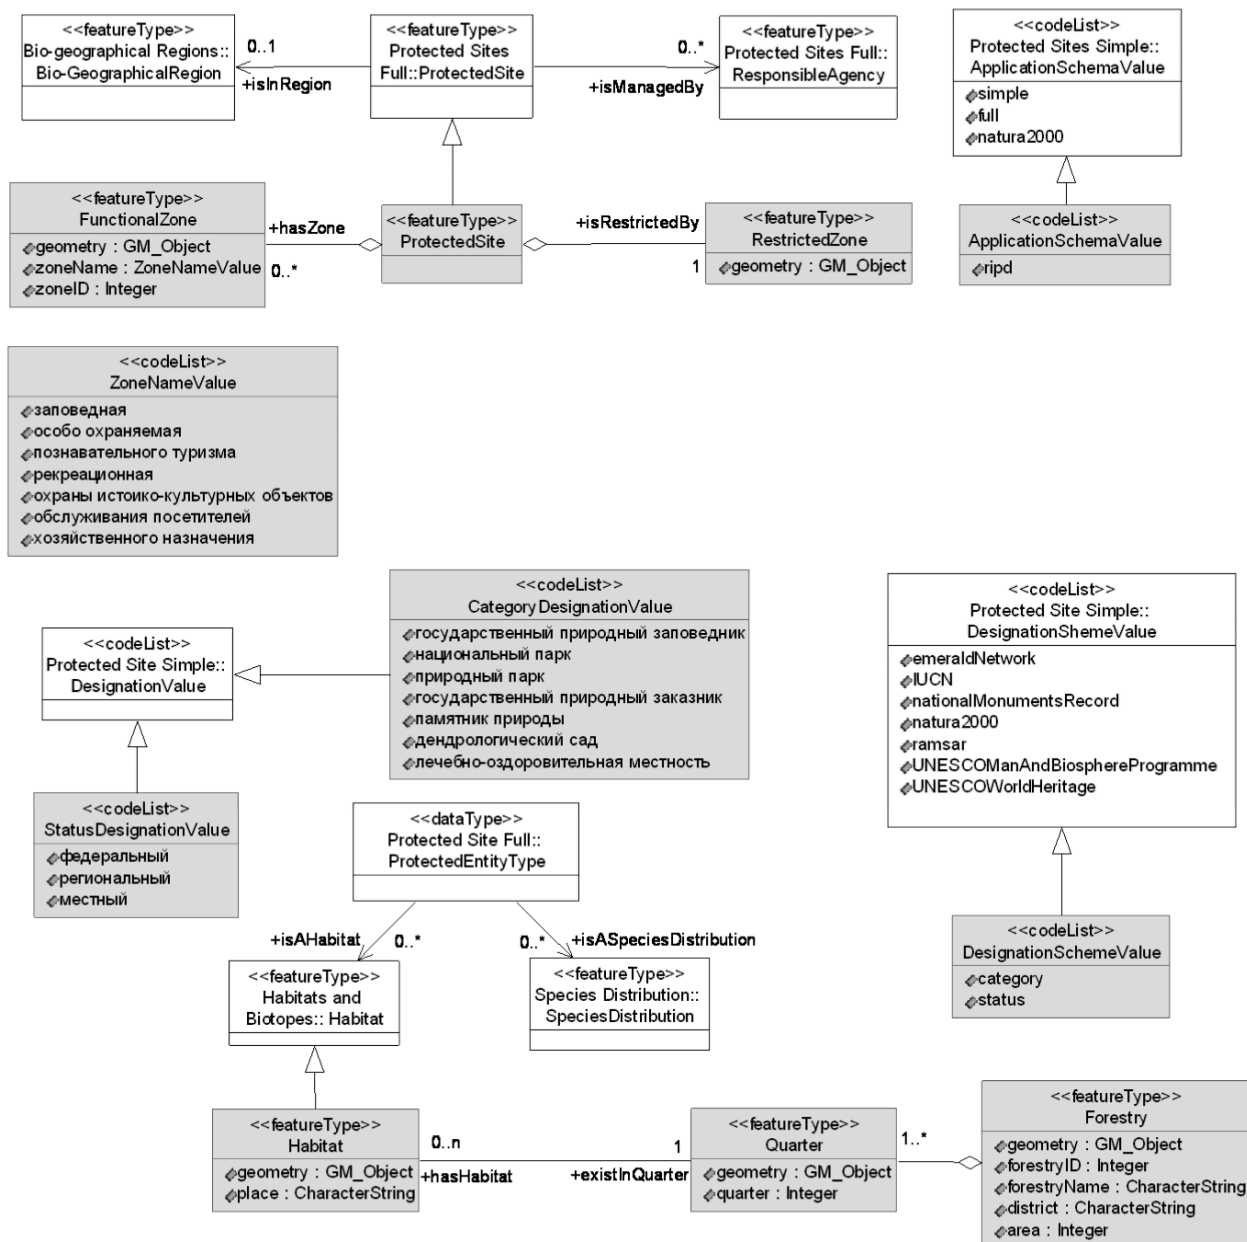 <<featureType>>
Bio-geographical Regions::
Bio-GeographicalRegion
0..1
+isInRegion
<<featureType>>
Protected Sites
Full::ProtectedSite
0..*
+isManagedBy
<<featureType>>
Protected Sites Full::
ResponsibleAgency
<<codeList>>
Protected Sites Simple::
ApplicationSchemaValue
simple
full
natura2000
<<featureType>>
FunctionalZone
geometry : GM_Object
zoneName : ZoneNameValue
zoneID : Integer
+hasZone
0..*
<<featureType>>
ProtectedSite
+isRestrictedBy
1
<<featureType>>
RestrictedZone
geometry : GM_Object
<<codeList>>
ApplicationSchemaValue
ripd
<<codeList>>
ZoneNameValue
заповедная
особо охраняемая
познавательного туризма
рекреационная
охраны истоико-культурных объектов
обслуживания посетителей
хозяйственного назначения
<<codeList>>
Protected Site Simple::
DesignationValue
<<codeList>>
CategoryDesignationValue
государственный природный заповедник
национальный парк
природный парк
государственный природный заказник
памятник природы
дендрологический сад
лечебно-оздоровительная местность
<<codeList>>
Protected Site Simple::
DesignationShemeValue
emeraldNetwork
IUCN
nationalMonumentsRecord
natura2000
ramsar
UNESCOManAndBiosphereProgramme
UNESCOWorldHeritage
<<codeList>>
StatusDesignationValue
федеральный
региональный
местный
<<dataType>>
Protected Site Full::
ProtectedEntityType
+isAHabitat
0..*
0..*
+isASpeciesDistribution
<<featureType>>
Habitats and
Biotopes:: Habitat
<<featureType>>
Species Distribution::
SpeciesDistribution
<<codeList>>
DesignationSchemeValue
category
status
<<featureType>>
Habitat
geometry : GM_Object
place : CharacterString
0..n
+hasHabitat
1
+existInQuarter
<<featureType>>
Quarter
geometry : GM_Object
quarter : Integer
1..*
<<featureType>>
Forestry
geometry : GM_Object
forestryID : Integer
forestryName : CharacterString
district : CharacterString
area : Integer